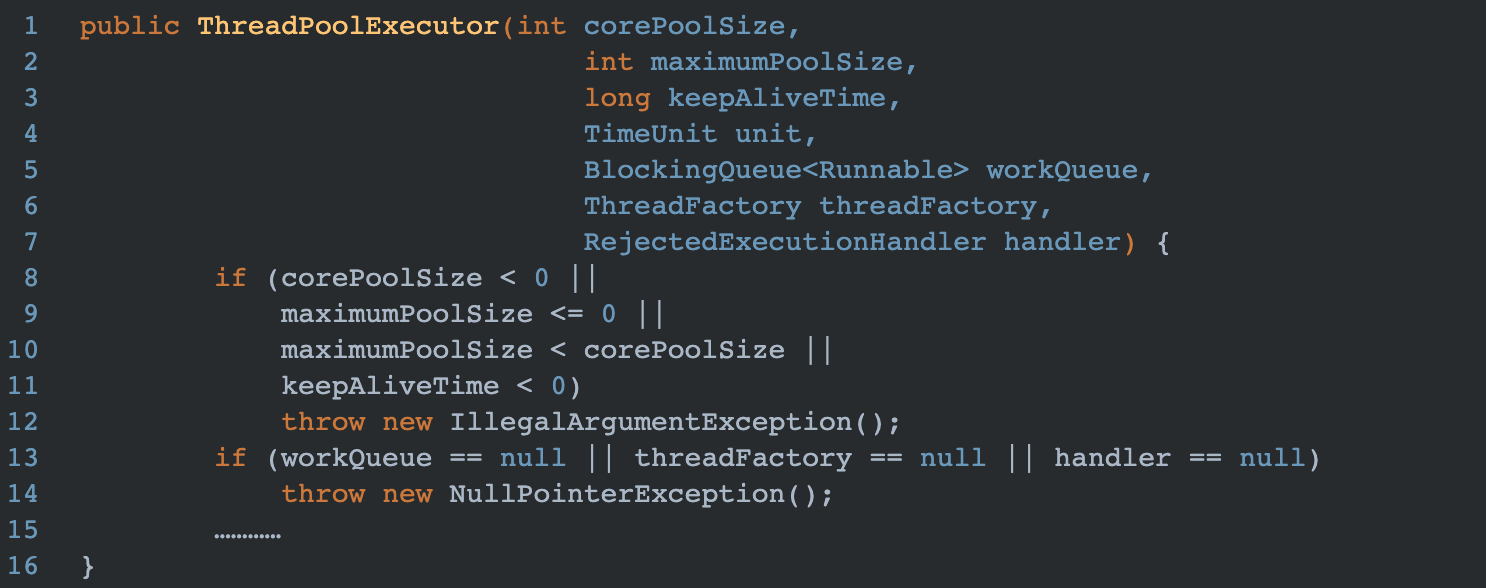 1 public ThreadPoolExecutor(int corePoolSize,
2 int maximumPoolSize,
3 long keepAliveTime,
4 TimeUnit unit,
5 BlockingQueue<Runnable> workQueue,
6 ThreadFactory threadFactory,
7 RejectedExecutionHandler handler) {
8 if (corePoolSize < 0 ||
9 maximumPoolSize <= 0 ||
10 maximumPoolSize < corePoolSize ||
11 keepAliveTime < 0)
12 throw new IllegalArgumentException();
13 if (workQueue == null || threadFactory == null || handler == null)
14 throw new NullPointerException();
15 …………
16 }